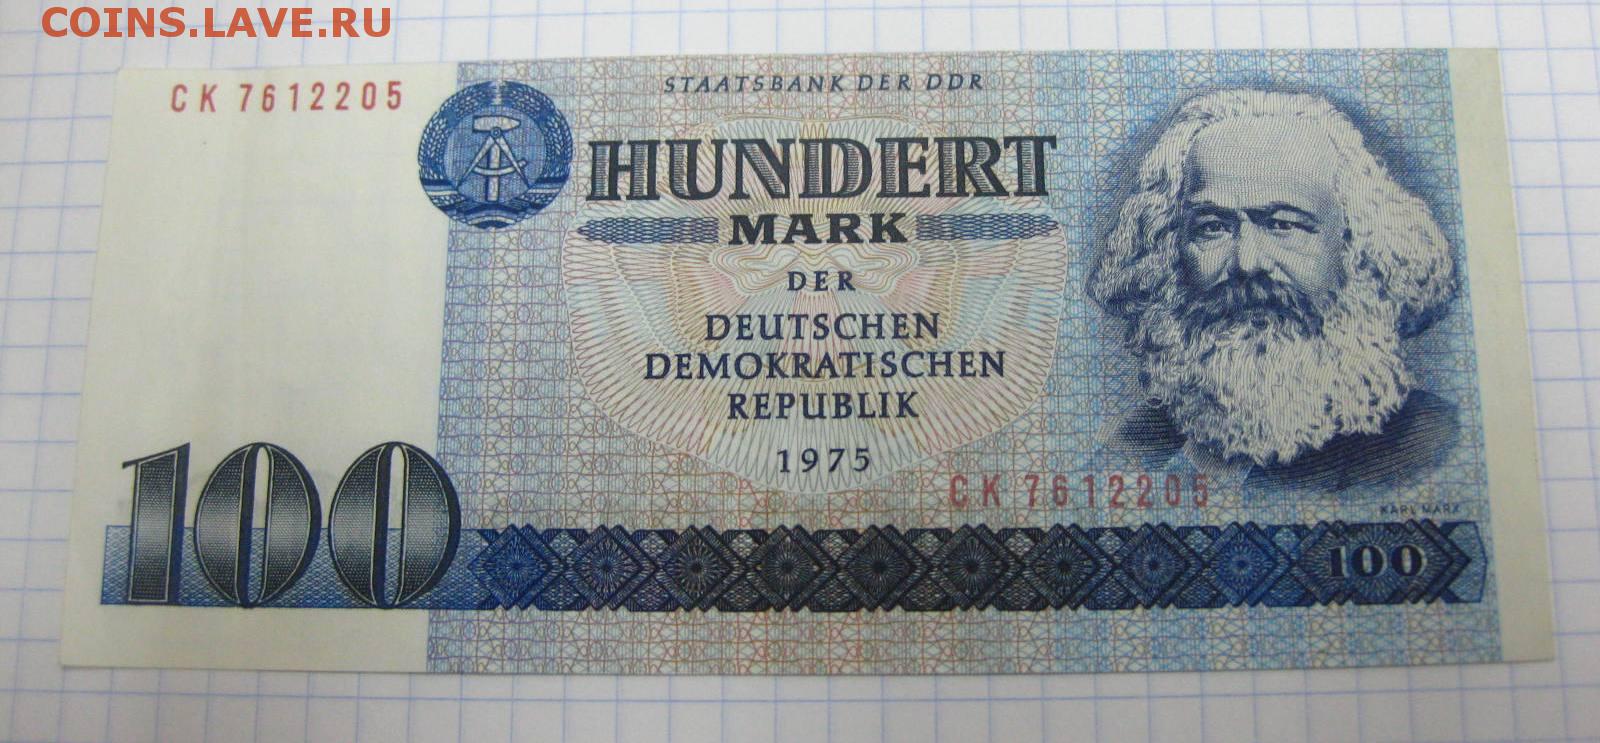 COINS.LAVE.RU
CK 7612205
STAATSBANK DER DDR
HUNDERT
MARK
DER
DEUTSCHEN
DEMOKRATISCHEN
REPUBLIK
1975
CK 7612205
KARL MARX
100
100